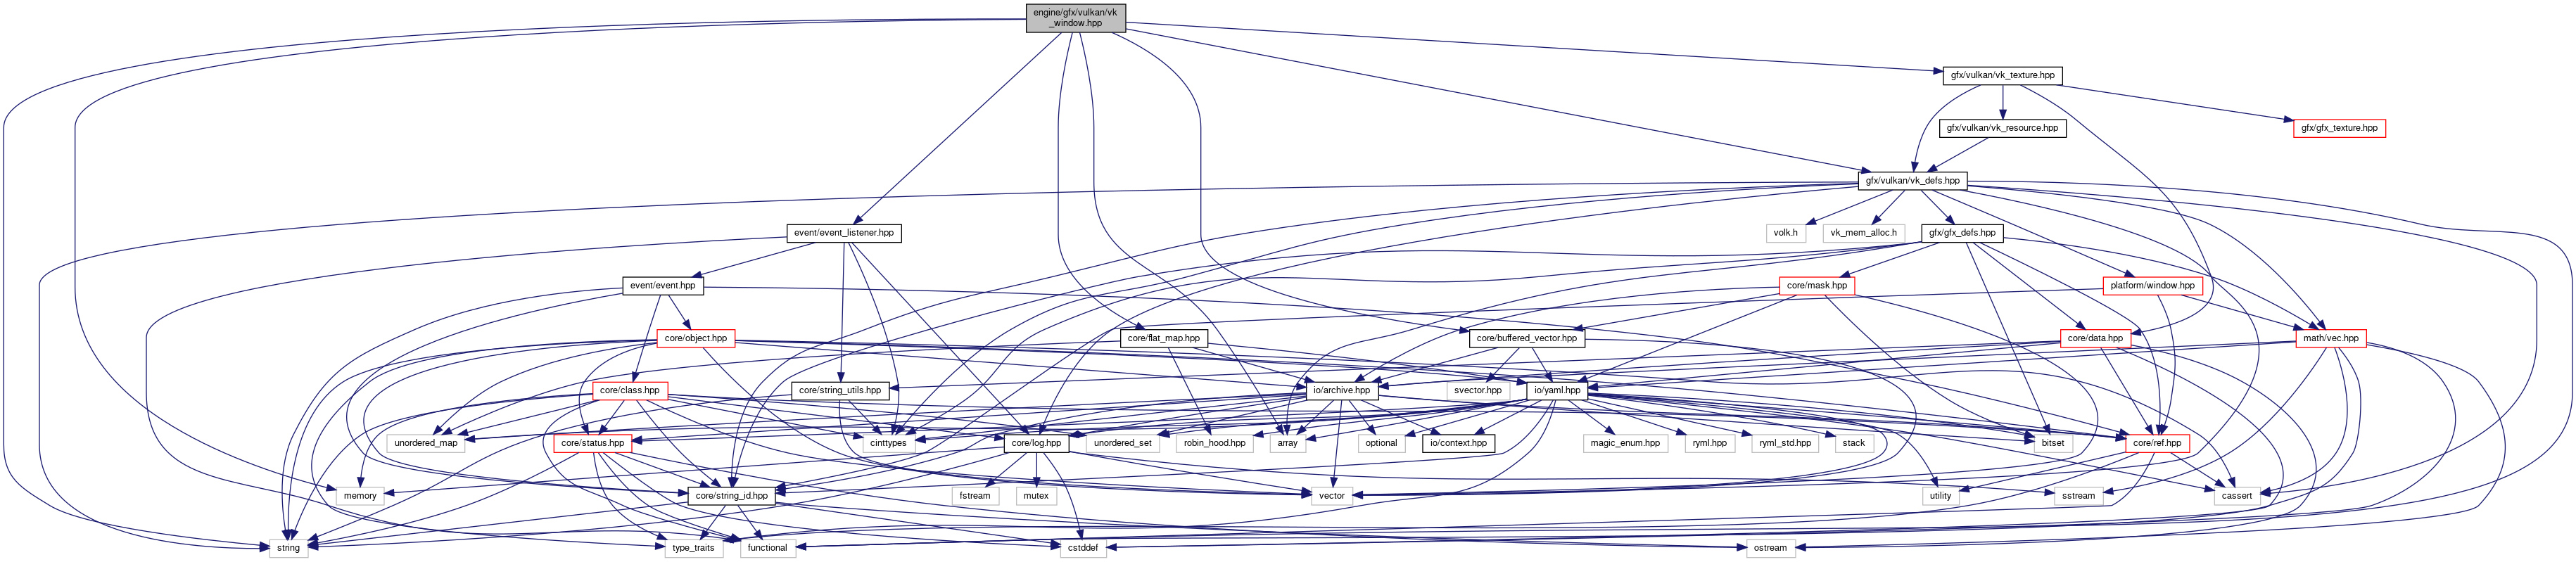 engine/gfx/vulkan/vk
_window.hpp
gfx/vulkan/vk_texture.hpp
gfx/vulkan/vk_resource.hpp
gfx/gfx_texture.hpp
gfx/vulkan/vk_defs.hpp
event/event_listener.hpp
volk.h
vk_mem_alloc.h
gfx/gfx_defs.hpp
event/event.hpp
core/mask.hpp
platform/window.hpp
core/object.hpp
core/flat_map.hpp
core/buffered_vector.hpp
core/data.hpp
math/vec.hpp
core/class.hpp
core/string_utils.hpp
io/archive.hpp
svector.hpp
io/yaml.hpp
unordered_map
core/status.hpp
cinttypes
unordered_set
core/log.hpp
robin_hood.hpp
array
optional
io/context.hpp
magic_enum.hpp
ryml.hpp
ryml_std.hpp
stack
bitset
core/ref.hpp
memory
core/string_id.hpp
fstream
mutex
vector
utility
sstream
cassert
string
type_traits
functional
cstddef
ostream